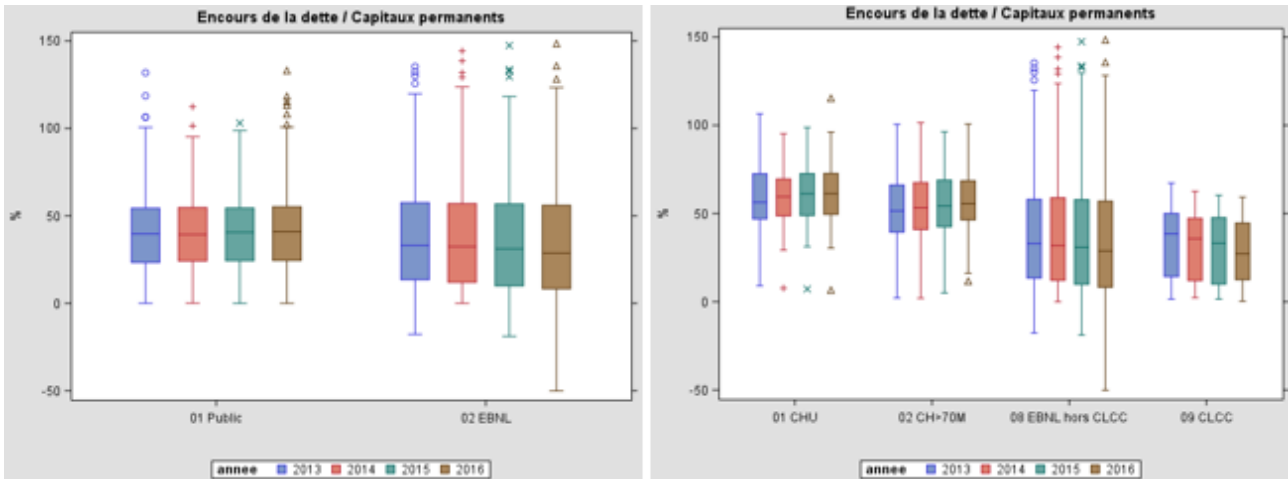 Encours de la dette / Capitaux permanents
150
100
50
0
-50
%
01 Public
02 EBNL
annee 2013 2014 2015 2016
Encours de la dette / Capitaux permanents
150
100
50
0
-50
%
01 CHU
02 CH>70M
08 EBNL hors CLCC
09 CLCC
annee 2013 2014 2015 2016